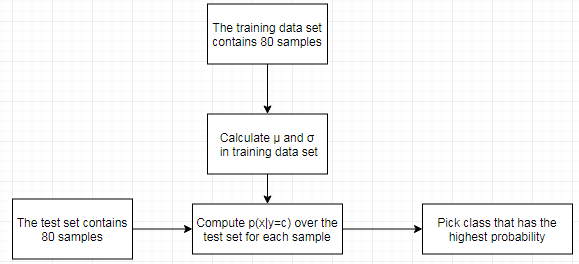 The training data set
contains 80 samples
Calculate μ and σ
in training data set
The test set contains
80 samples
Compute p(x|y=c) over the
test set for each sample
Pick class that has the
highest probability